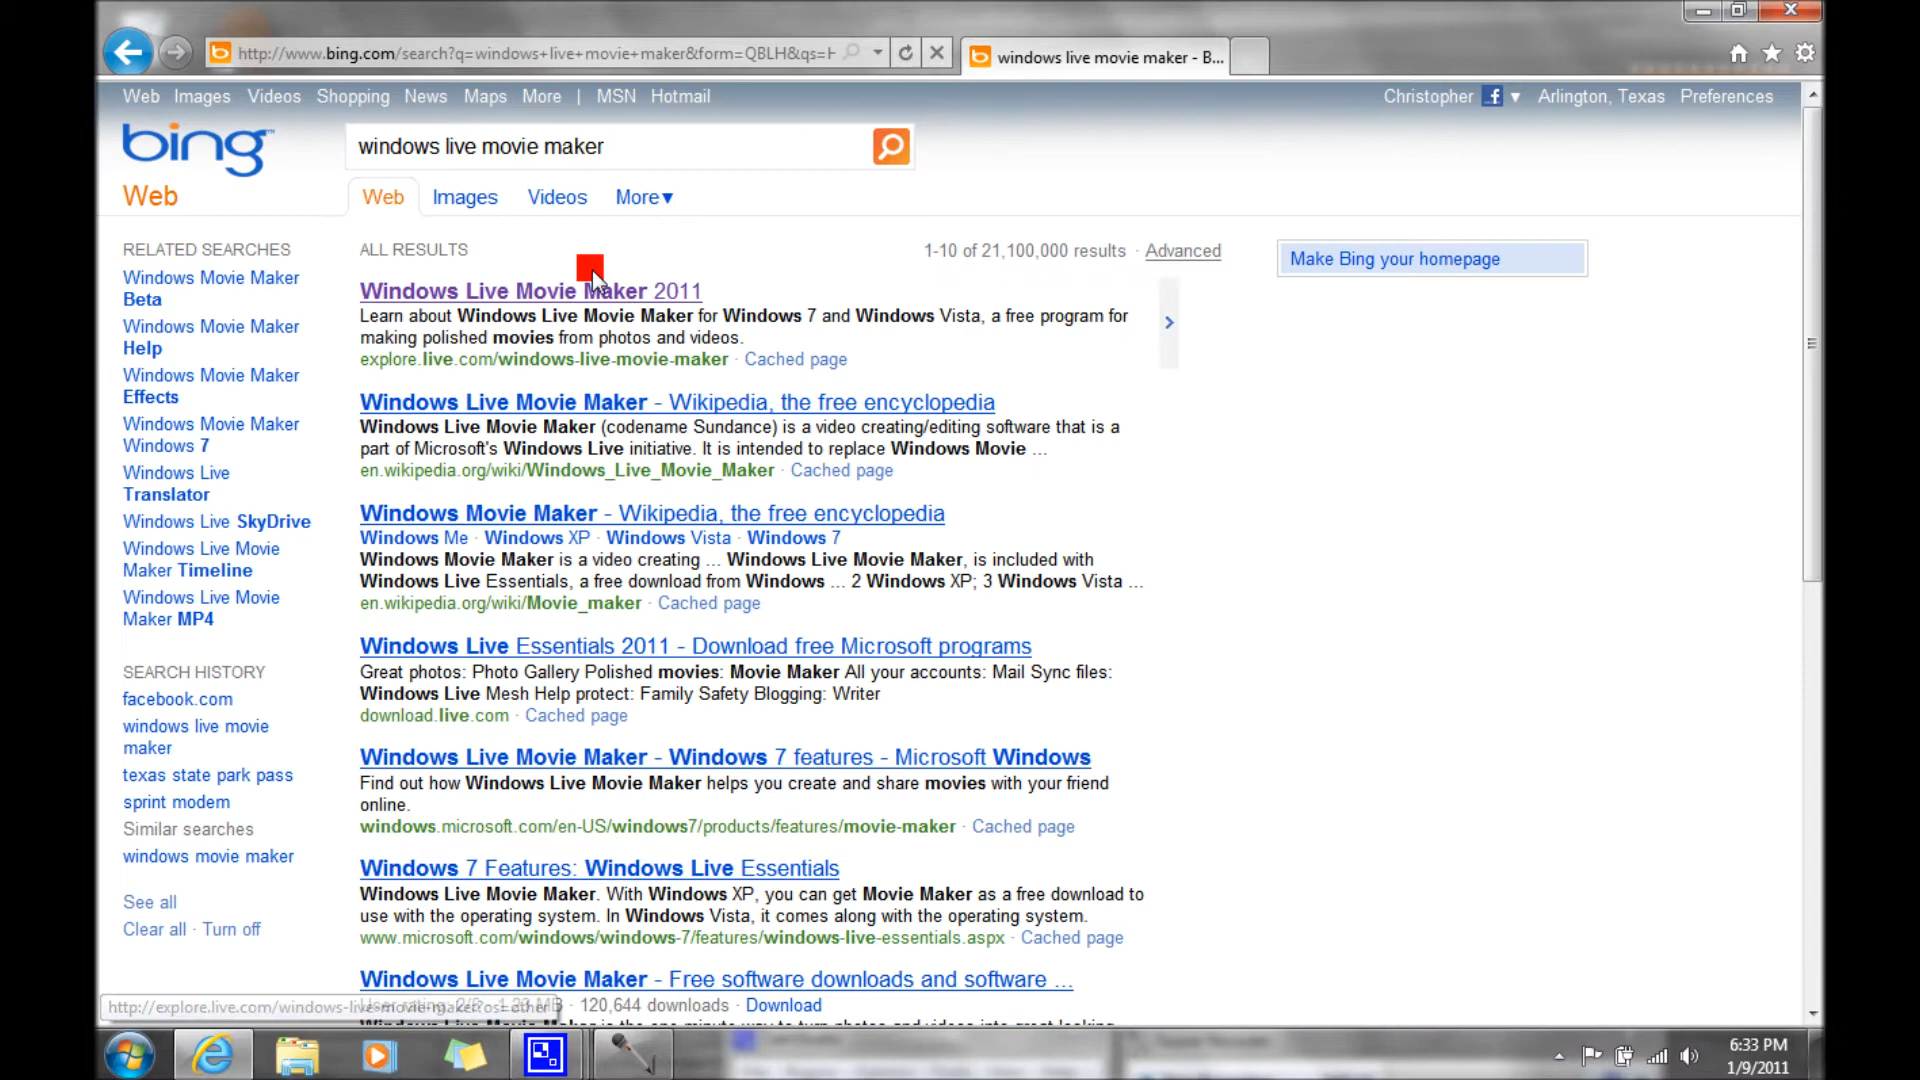 http://www.bing.com/search?q=windows+live+movie+maker&form=QBLH&qs=H
windows live movie maker - B...
Web Images Videos Shopping News Maps More | MSN Hotmail
Christopher f ▾ Arlington, Texas Preferences
bing™
windows live movie maker
Web
Web Images Videos More▾
RELATED SEARCHES
Windows Movie Maker
Beta
Windows Movie Maker
Help
Windows Movie Maker
Effects
Windows Movie Maker
Windows 7
Windows Live
Translator
Windows Live SkyDrive
Windows Live Movie
Maker Timeline
Windows Live Movie
Maker MP4
SEARCH HISTORY
facebook.com
windows live movie
maker
texas state park pass
sprint modem
Similar searches
windows movie maker
See all
Clear all · Turn off
ALL RESULTS
1-10 of 21,100,000 results · Advanced
Windows Live Movie Maker 2011
Learn about Windows Live Movie Maker for Windows 7 and Windows Vista, a free program for
making polished movies from photos and videos.
explore.live.com/windows-live-movie-maker · Cached page
Windows Live Movie Maker - Wikipedia, the free encyclopedia
Windows Live Movie Maker (codename Sundance) is a video creating/editing software that is a
part of Microsoft's Windows Live initiative. It is intended to replace Windows Movie ...
en.wikipedia.org/wiki/Windows_Live_Movie_Maker · Cached page
Windows Movie Maker - Wikipedia, the free encyclopedia
Windows Me · Windows XP · Windows Vista · Windows 7
Windows Movie Maker is a video creating ... Windows Live Movie Maker, is included with
Windows Live Essentials, a free download from Windows ... 2 Windows XP; 3 Windows Vista ...
en.wikipedia.org/wiki/Movie_maker · Cached page
Windows Live Essentials 2011 - Download free Microsoft programs
Great photos: Photo Gallery Polished movies: Movie Maker All your accounts: Mail Sync files:
Windows Live Mesh Help protect: Family Safety Blogging: Writer
download.live.com · Cached page
Windows Live Movie Maker - Windows 7 features - Microsoft Windows
Find out how Windows Live Movie Maker helps you create and share movies with your friend
online.
windows.microsoft.com/en-US/windows7/products/features/movie-maker · Cached page
Windows 7 Features: Windows Live Essentials
Windows Live Movie Maker. With Windows XP, you can get Movie Maker as a free download to
use with the operating system. In Windows Vista, it comes along with the operating system.
www.microsoft.com/windows/windows-7/features/windows-live-essentials.aspx · Cached page
Windows Live Movie Maker - Free software downloads and software ...
· 120,644 downloads · Download
Make Bing your homepage
http://explore.live.com/windows-live-movie-maker?os=other
6:33 PM
1/9/2011